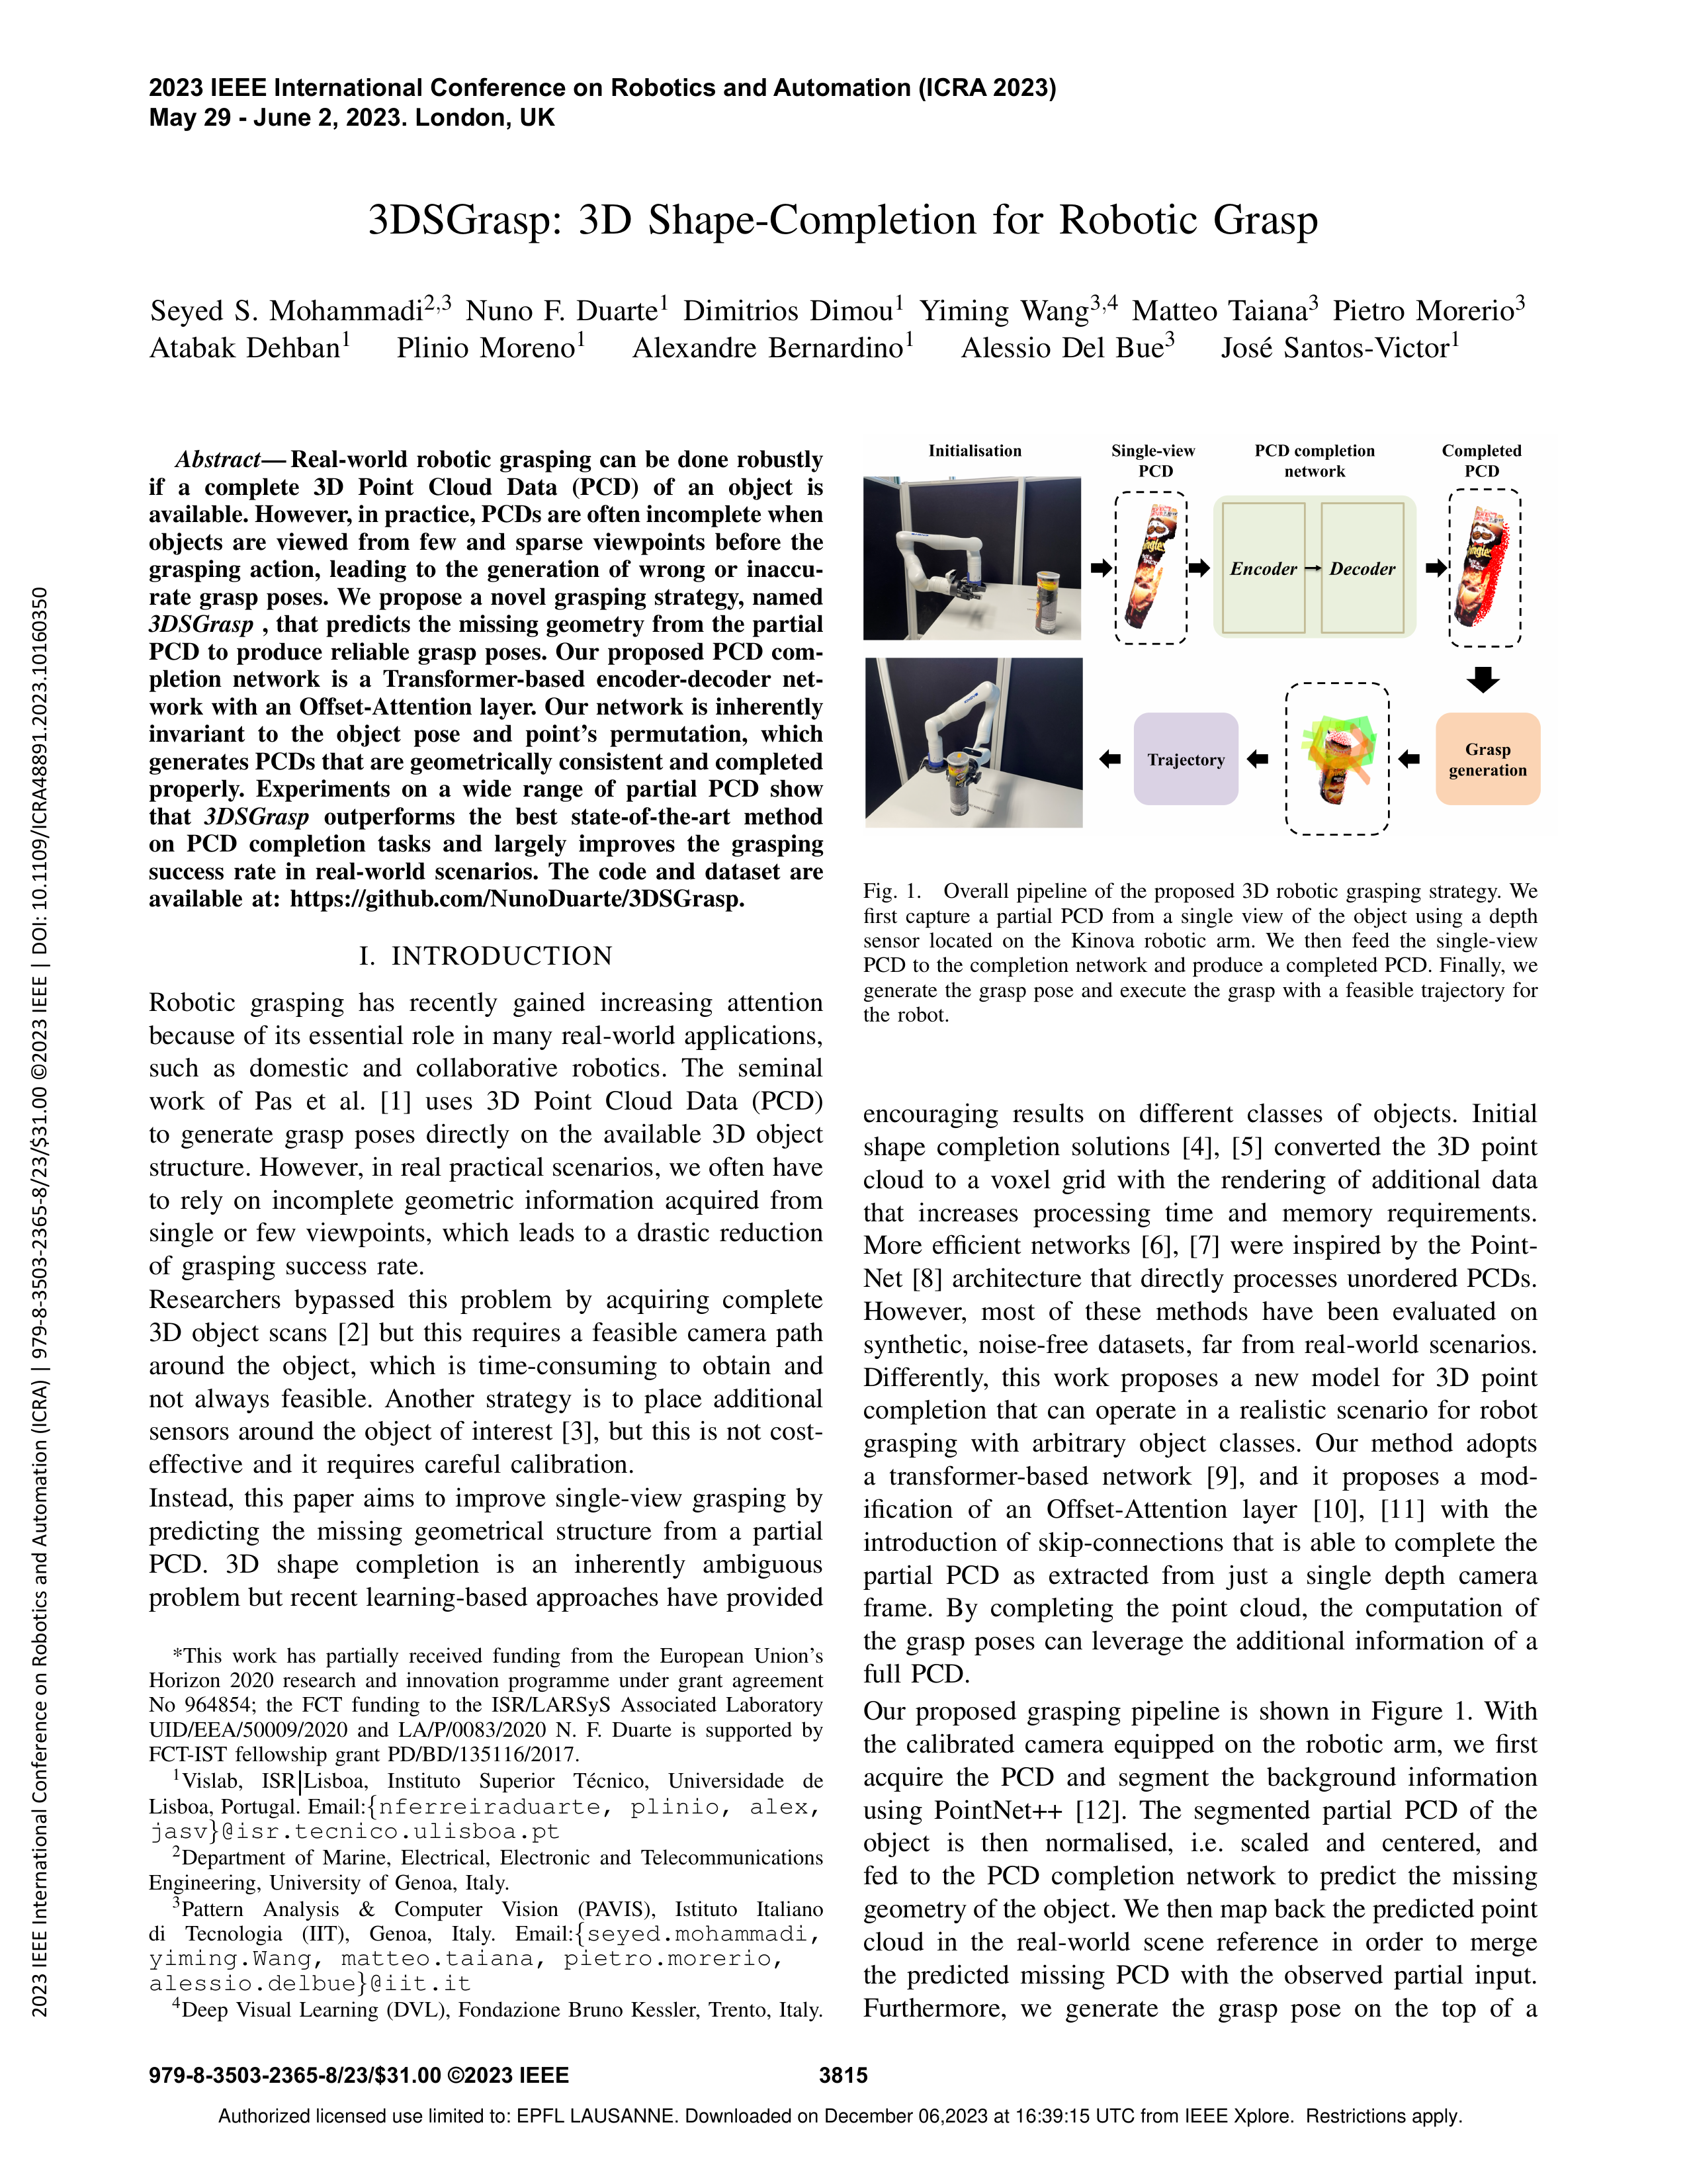 2023 IEEE International Conference on Robotics and Automation (ICRA 2023)
May 29 - June 2, 2023. London, UK
3DSGrasp: 3D Shape-Completion for Robotic Grasp
Seyed S. Mohammadi2,3 Nuno F. Duarte1 Dimitrios Dimou1 Yiming Wang3,4 Matteo Taiana3 Pietro Morerio3
Atabak Dehban1 Plinio Moreno1 Alexandre Bernardino1 Alessio Del Bue3 José Santos-Victor1
Abstract— Real-world robotic grasping can be done robustly
if a complete 3D Point Cloud Data (PCD) of an object is
available. However, in practice, PCDs are often incomplete when
objects are viewed from few and sparse viewpoints before the
grasping action, leading to the generation of wrong or inaccu-
rate grasp poses. We propose a novel grasping strategy, named
3DSGrasp , that predicts the missing geometry from the partial
PCD to produce reliable grasp poses. Our proposed PCD com-
pletion network is a Transformer-based encoder-decoder net-
work with an Offset-Attention layer. Our network is inherently
invariant to the object pose and point's permutation, which
generates PCDs that are geometrically consistent and completed
properly. Experiments on a wide range of partial PCD show
that 3DSGrasp outperforms the best state-of-the-art method
on PCD completion tasks and largely improves the grasping
success rate in real-world scenarios. The code and dataset are
available at: https://github.com/NunoDuarte/3DSGrasp.
I. INTRODUCTION
Robotic grasping has recently gained increasing attention
because of its essential role in many real-world applications,
such as domestic and collaborative robotics. The seminal
work of Pas et al. [1] uses 3D Point Cloud Data (PCD)
to generate grasp poses directly on the available 3D object
structure. However, in real practical scenarios, we often have
to rely on incomplete geometric information acquired from
single or few viewpoints, which leads to a drastic reduction
of grasping success rate.
Researchers bypassed this problem by acquiring complete
3D object scans [2] but this requires a feasible camera path
around the object, which is time-consuming to obtain and
not always feasible. Another strategy is to place additional
sensors around the object of interest [3], but this is not cost-
effective and it requires careful calibration.
Instead, this paper aims to improve single-view grasping by
predicting the missing geometrical structure from a partial
PCD. 3D shape completion is an inherently ambiguous
problem but recent learning-based approaches have provided
*This work has partially received funding from the European Union's
Horizon 2020 research and innovation programme under grant agreement
No 964854; the FCT funding to the ISR/LARSyS Associated Laboratory
UID/EEA/50009/2020 and LA/P/0083/2020 N. F. Duarte is supported by
FCT-IST fellowship grant PD/BD/135116/2017.
1Vislab, ISR|Lisboa, Instituto Superior Técnico, Universidade de
Lisboa, Portugal. Email:{nferreiraduarte, plinio, alex,
jasv}@isr.tecnico.ulisboa.pt
2Department of Marine, Electrical, Electronic and Telecommunications
Engineering, University of Genoa, Italy.
3Pattern Analysis & Computer Vision (PAVIS), Istituto Italiano
di Tecnologia (IIT), Genoa, Italy. Email:{seyed.mohammadi,
yiming.Wang, matteo.taiana, pietro.morerio,
alessio.delbue}@iit.it
4Deep Visual Learning (DVL), Fondazione Bruno Kessler, Trento, Italy.
Initialisation
Single-view
PCD
PCD completion
network
Completed
PCD
Encoder
Decoder
Trajectory
Grasp
generation
Fig. 1. Overall pipeline of the proposed 3D robotic grasping strategy. We
first capture a partial PCD from a single view of the object using a depth
sensor located on the Kinova robotic arm. We then feed the single-view
PCD to the completion network and produce a completed PCD. Finally, we
generate the grasp pose and execute the grasp with a feasible trajectory for
the robot.
encouraging results on different classes of objects. Initial
shape completion solutions [4], [5] converted the 3D point
cloud to a voxel grid with the rendering of additional data
that increases processing time and memory requirements.
More efficient networks [6], [7] were inspired by the Point-
Net [8] architecture that directly processes unordered PCDs.
However, most of these methods have been evaluated on
synthetic, noise-free datasets, far from real-world scenarios.
Differently, this work proposes a new model for 3D point
completion that can operate in a realistic scenario for robot
grasping with arbitrary object classes. Our method adopts
a transformer-based network [9], and it proposes a mod-
ification of an Offset-Attention layer [10], [11] with the
introduction of skip-connections that is able to complete the
partial PCD as extracted from just a single depth camera
frame. By completing the point cloud, the computation of
the grasp poses can leverage the additional information of a
full PCD.
Our proposed grasping pipeline is shown in Figure 1. With
the calibrated camera equipped on the robotic arm, we first
acquire the PCD and segment the background information
using PointNet++ [12]. The segmented partial PCD of the
object is then normalised, i.e. scaled and centered, and
fed to the PCD completion network to predict the missing
geometry of the object. We then map back the predicted point
cloud in the real-world scene reference in order to merge
the predicted missing PCD with the observed partial input.
Furthermore, we generate the grasp pose on the top of a
979-8-3503-2365-8/23/$31.00 ©2023 IEEE
3815
Authorized licensed use limited to: EPFL LAUSANNE. Downloaded on December 06,2023 at 16:39:15 UTC from IEEE Xplore. Restrictions apply.
2023 IEEE International Conference on Robotics and Automation (ICRA) | 979-8-3503-2365-8/23/$31.00 ©2023 IEEE | DOI: 10.1109/ICRA48891.2023.10160350